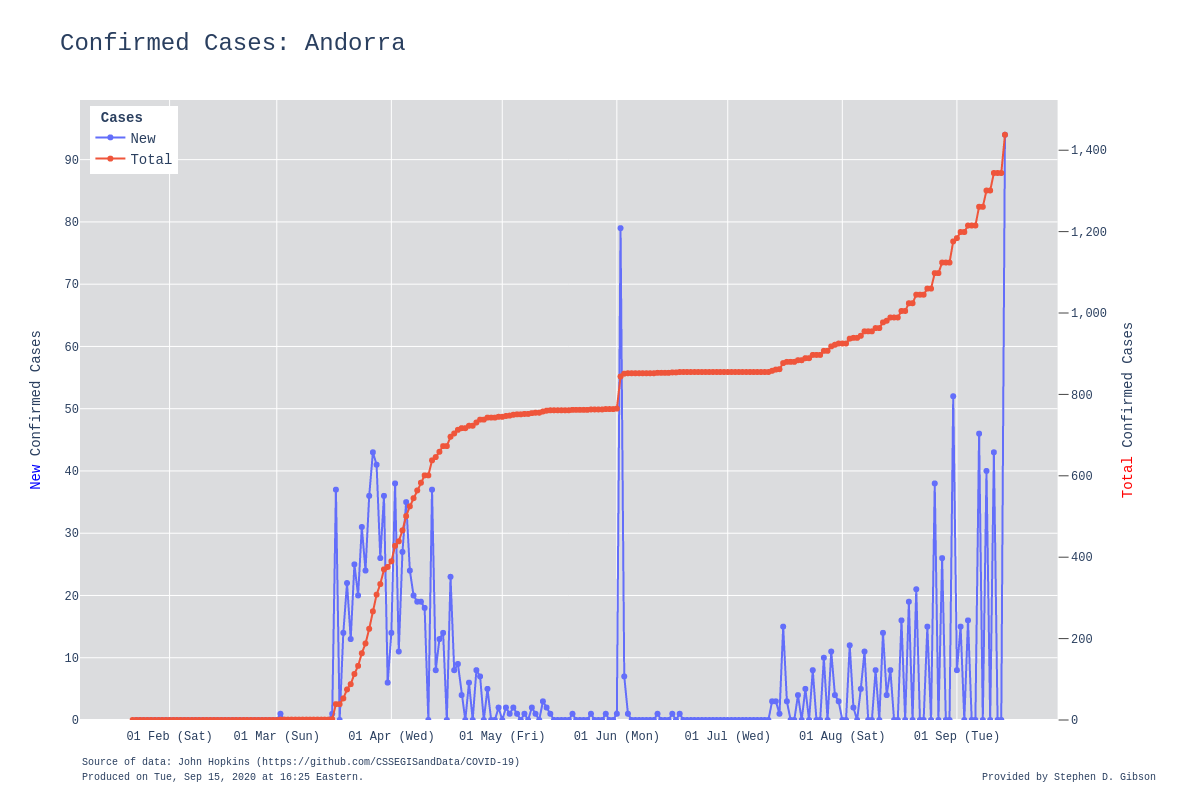 Confirmed Cases: Andorra
Cases
New
Total
90
80
70
60
50
40
30
20
10
0
1,400
1,200
1,000
800
600
400
200
0
New Confirmed Cases
Total Confirmed Cases
01 Feb (Sat) 01 Mar (Sun) 01 Apr (Wed) 01 May (Fri) 01 Jun (Mon) 01 Jul (Wed) 01 Aug (Sat) 01 Sep (Tue)
Source of data: John Hopkins (https://github.com/CSSEGISandData/COVID-19)
Produced on Tue, Sep 15, 2020 at 16:25 Eastern.
Provided by Stephen D. Gibson